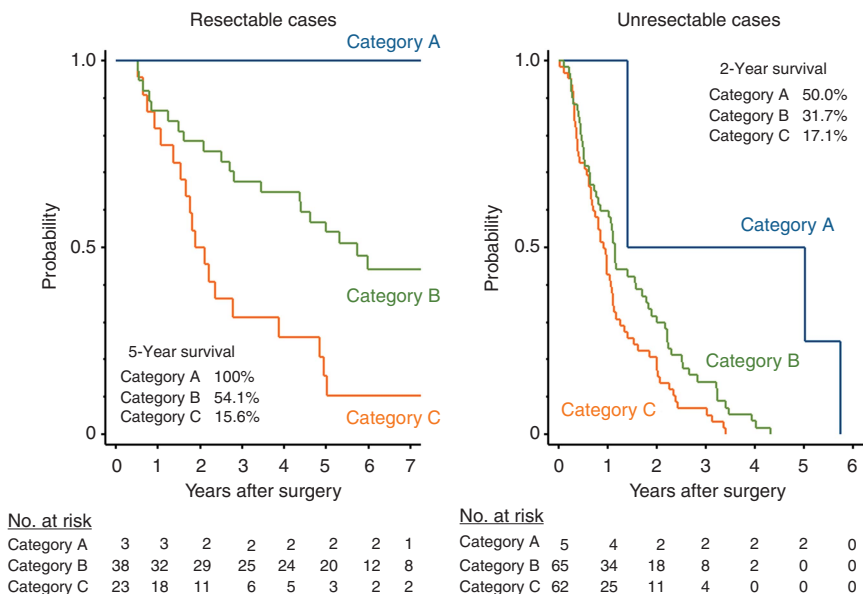 Resectable cases
Category A
1.0
0.5
0
Probability
Category B
5-Year survival
Category A 100%
Category B 54.1%
Category C 15.6%
Category C
0 1 2 3 4 5 6 7
Years after surgery
No. at risk
Category A 3 3 2 2 2 2 2 1
Category B 38 32 29 25 24 20 12 8
Category C 23 18 11 6 5 3 2 2
Unresectable cases
1.0
0.5
0
Probability
2-Year survival
Category A 50.0%
Category B 31.7%
Category C 17.1%
Category A
Category B
Category C
0 1 2 3 4 5 6
Years after surgery
No. at risk
Category A 5 4 2 2 2 2 0
Category B 65 34 18 8 2 0 0
Category C 62 25 11 4 0 0 0